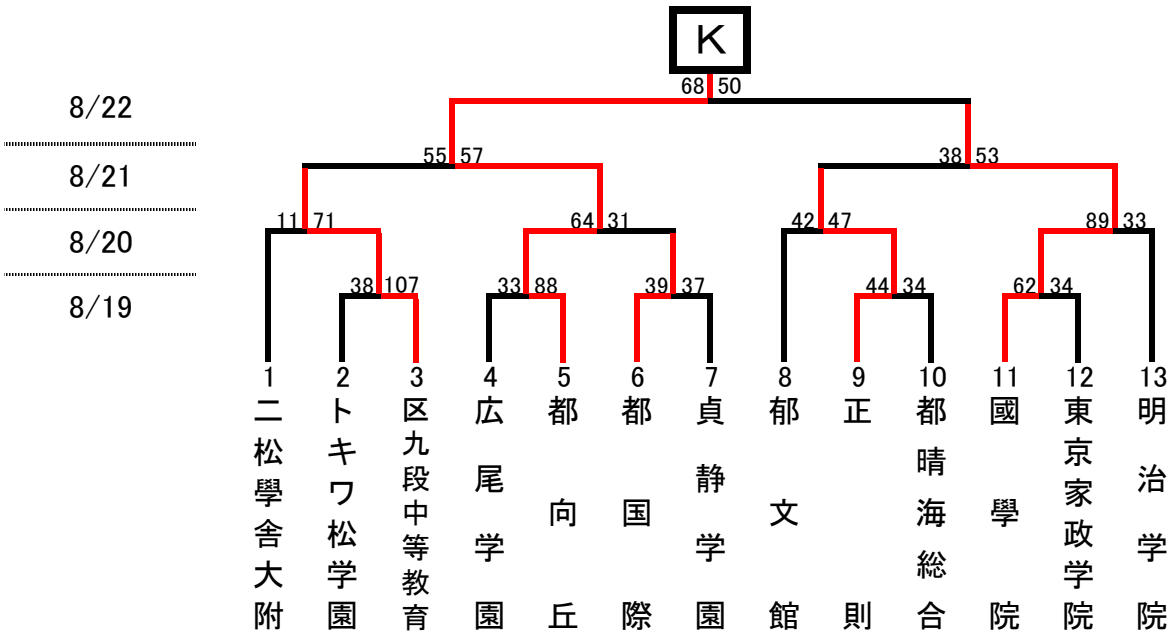 K
68 50
8/22
55 57
38 53
8/21
11 71
64 31
42 47
89 33
8/20
38 107
33 88
39 37
44 34
62 34
8/19
1 2 3 4 5 6 7 8 9 10 11 12 13
二松學舎大附
トキワ松学園
区九段中等教育
広尾学園
都向丘
都国際
貞静学園
郁文館
正則
都晴海総合
國學院
東京家政学院
明治学院